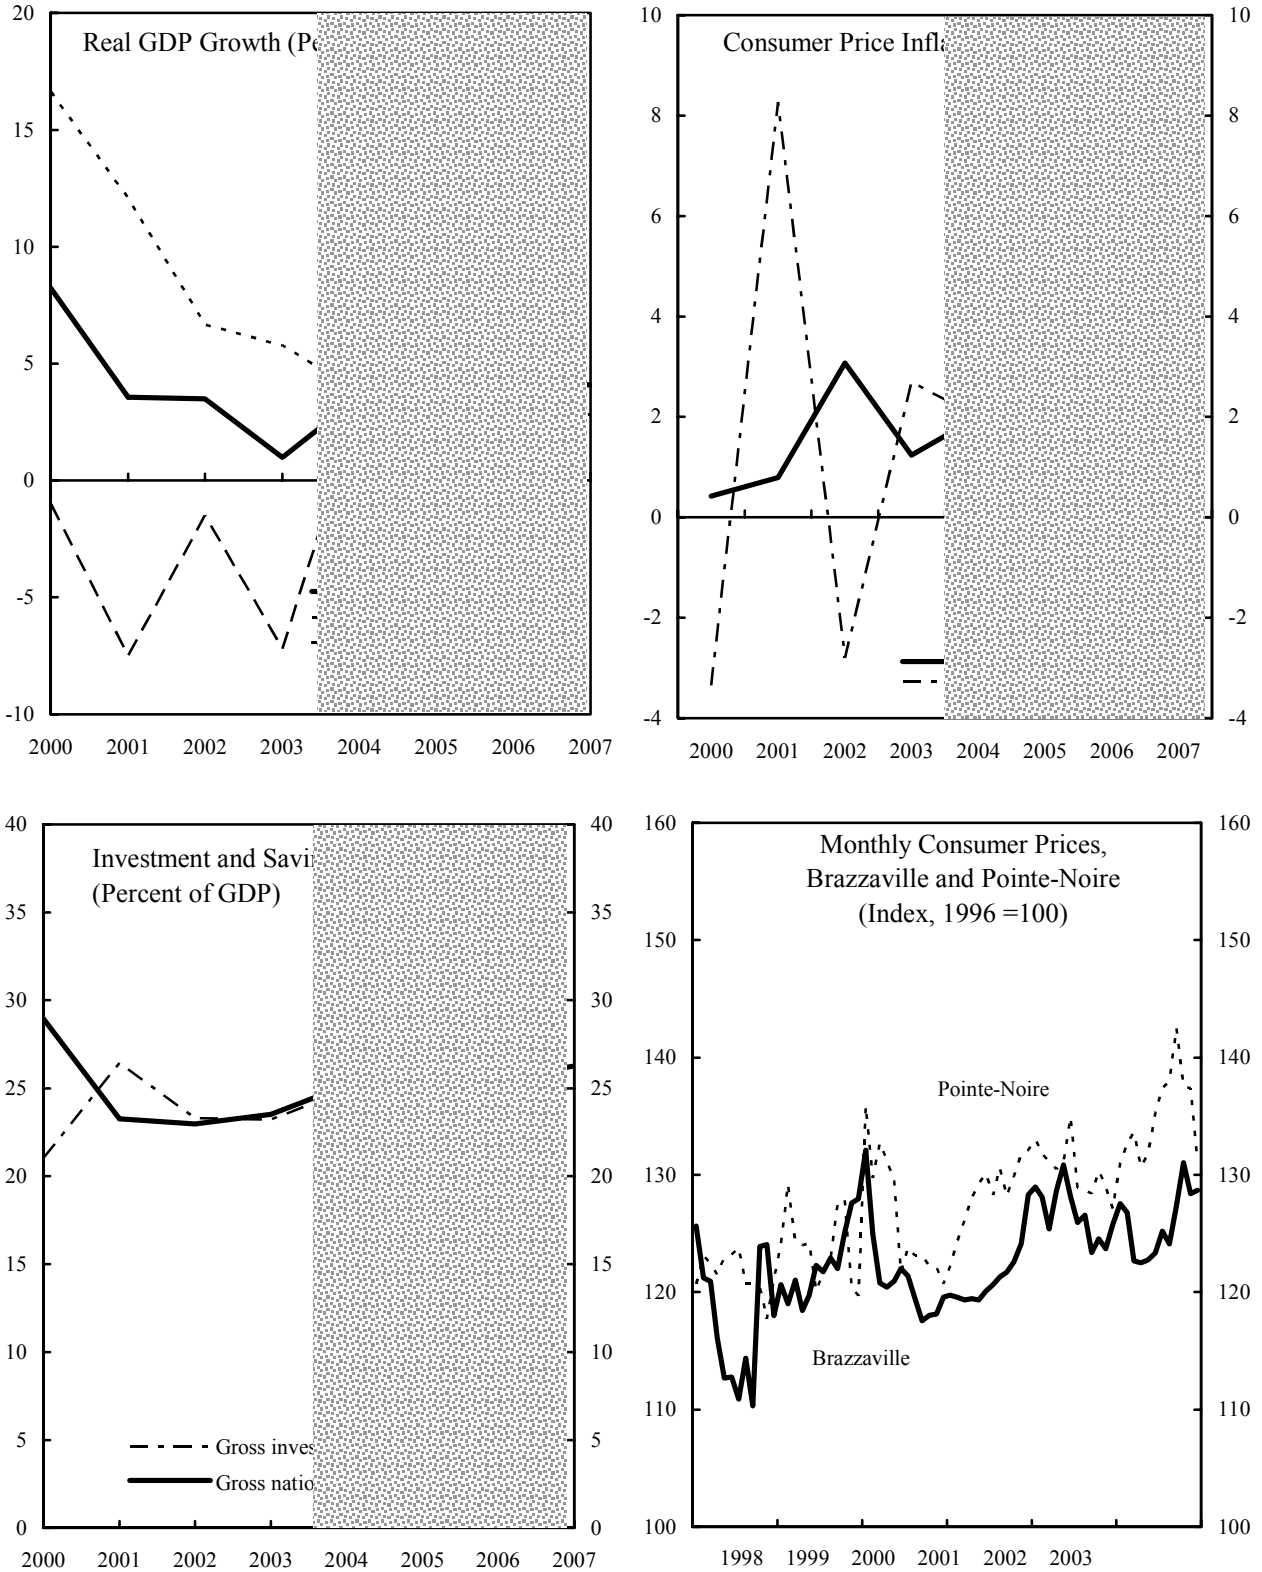 20
Real GDP Growth
15
10
5
0
-5
-10
2000 2001 2002 2003 2004 2005 2006 2007
10 10
Consumer Price
8 8
6 6
4 4
2 2
0 0
-2 -2
-4 -4
2000 2001 2002 2003 2004 2005 2006 2007
40 40
Investment and
(Percent of GDP)
35 35
30 30
25 25
20 20
15 15
10 10
5 5
Gross
Gross
0 0
2000 2001 2002 2003 2004 2005 2006 2007
160 160
Monthly Consumer Prices,
Brazzaville and Pointe-Noire
(Index, 1996 =100)
150 150
140 140
Pointe-Noire
130 130
120 120
Brazzaville
110 110
100 100
1998 1999 2000 2001 2002 2003